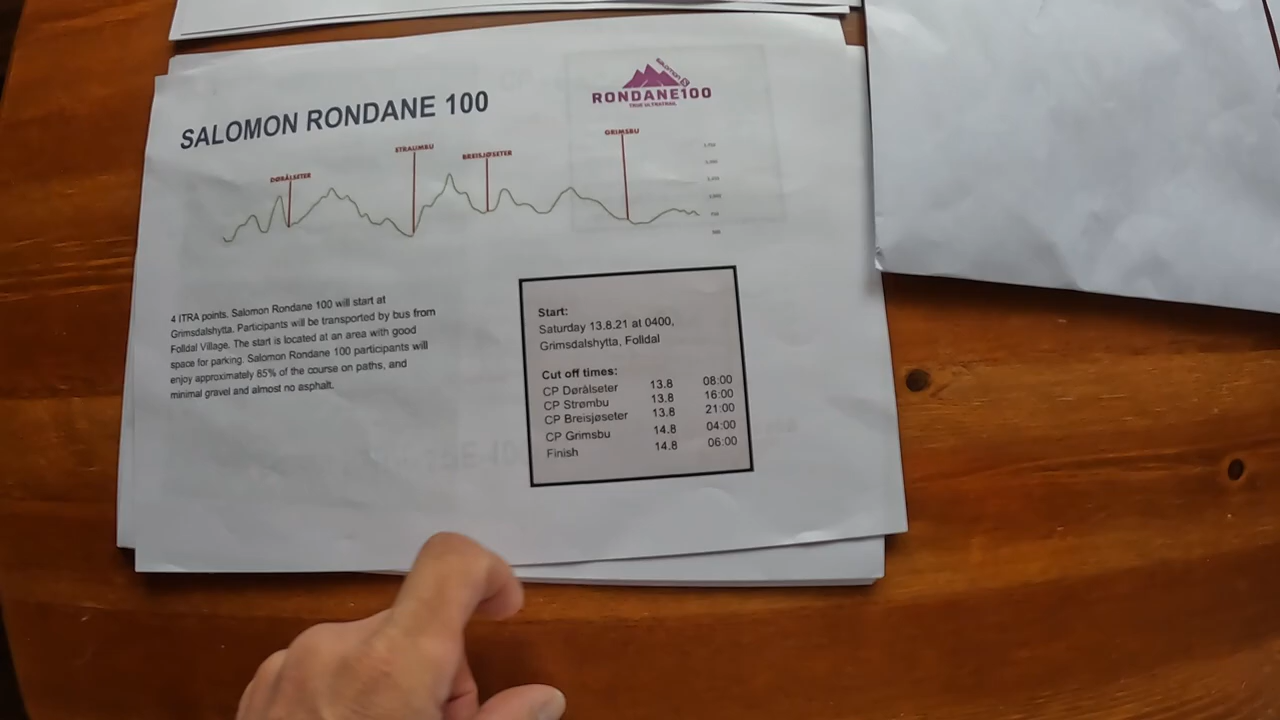 SALOMON RONDANE 100
salomon
RONDANE100
TRUE ULTRATRAIL
DØRÅLSETER
STRAUMBU
BREISJØSETER
GRIMSBU
4 ITRA points. Salomon Rondane 100 will start at
Grimsdalshytta. Participants will be transported by bus from
Folldal Village. The start is located at an area with good
space for parking. Salomon Rondane 100 participants will
enjoy approximately 85% of the course on paths, and
minimal gravel and almost no asphalt.
Start:
Saturday 13.8.21 at 0400,
Grimsdalshytta, Folldal
Cut off times:
CP Dørålseter 13.8 08:00
CP Strømbu 13.8 16:00
CP Breisjøseter 13.8 21:00
CP Grimsbu 14.8 04:00
Finish 14.8 06:00